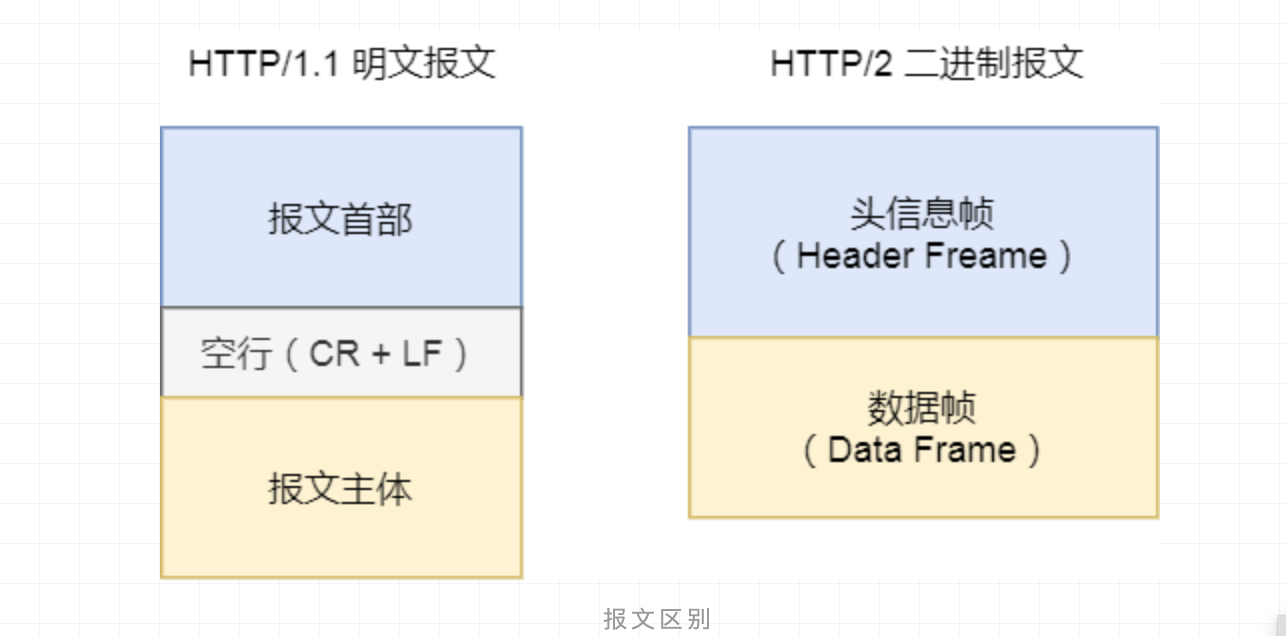 HTTP/1.1 明文报文
HTTP/2 二进制报文
报文首部
空行（CR + LF）
报文主体
头信息帧
（Header Freame）
数据帧
（Data Frame）
报文区别